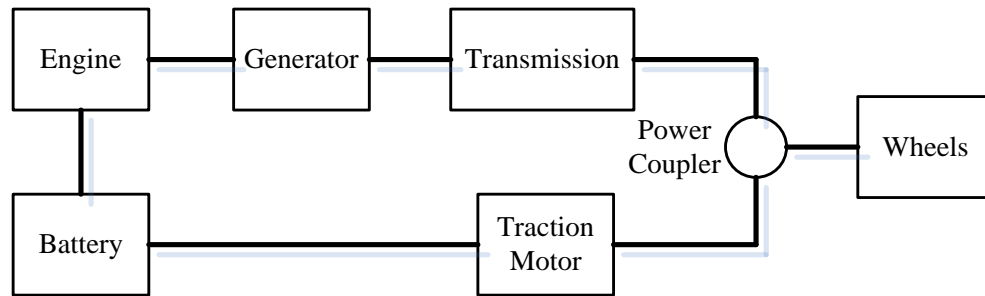 Engine
Generator
Transmission
Power
Coupler
Wheels
Battery
Traction
Motor